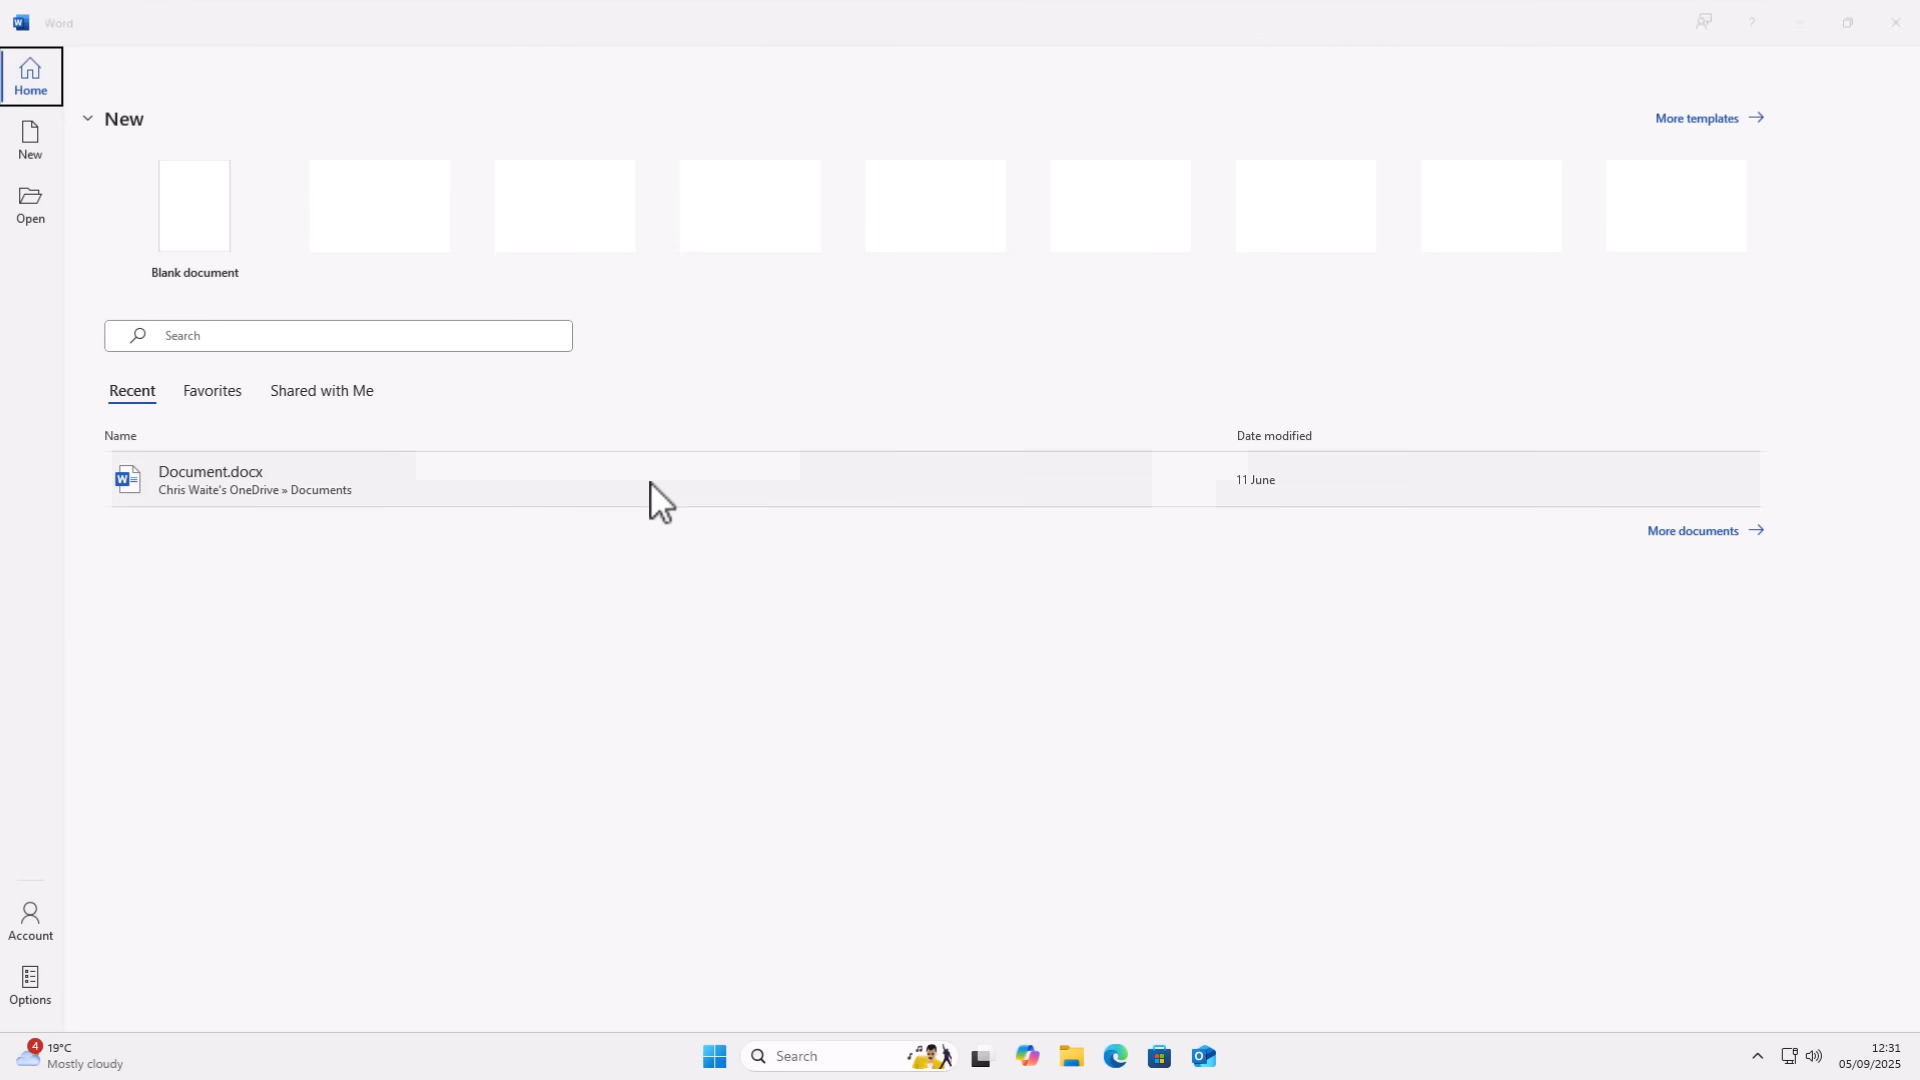 Word
?
Home
New
More templates
New
Open
Blank document
Search
Recent Favorites Shared with Me
Name Date modified
Document.docx
Chris Waite's OneDrive » Documents
11 June
More documents
Account
Options
4
19°C
Mostly cloudy
Search
12:31
05/09/2025